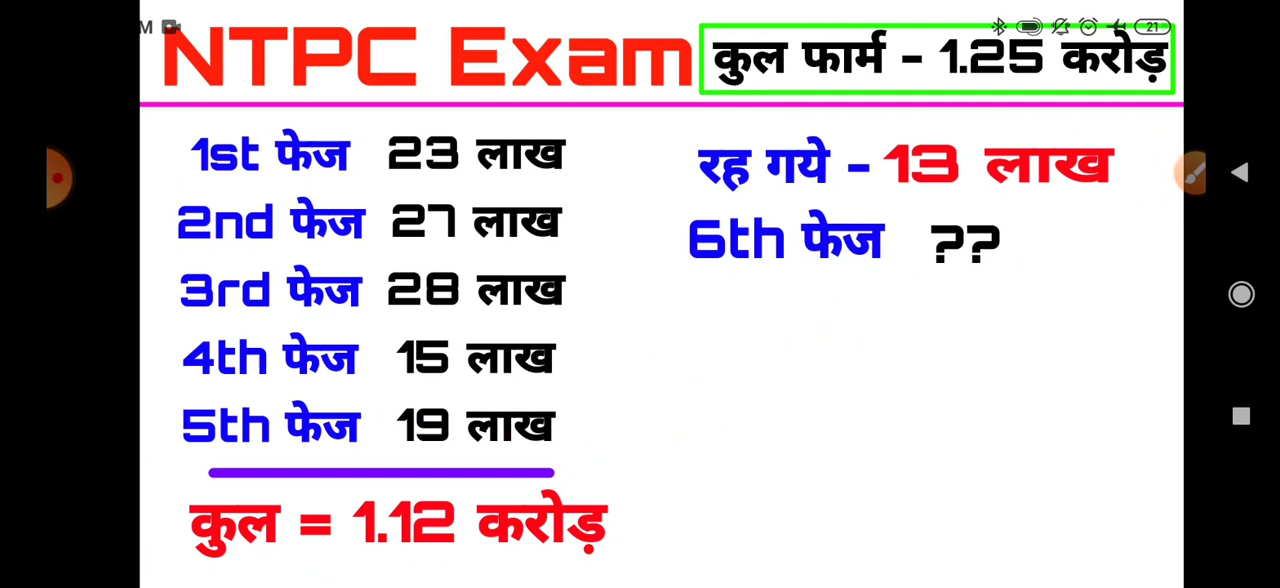 M
21
NTPC Exam
कुल फार्म - 1.25 करोड़
1st फेज 23 लाख
2nd फेज 27 लाख
3rd फेज 28 लाख
4th फेज 15 लाख
5th फेज 19 लाख
कुल = 1.12 करोड़
रह गये - 13 लाख
6th फेज ??